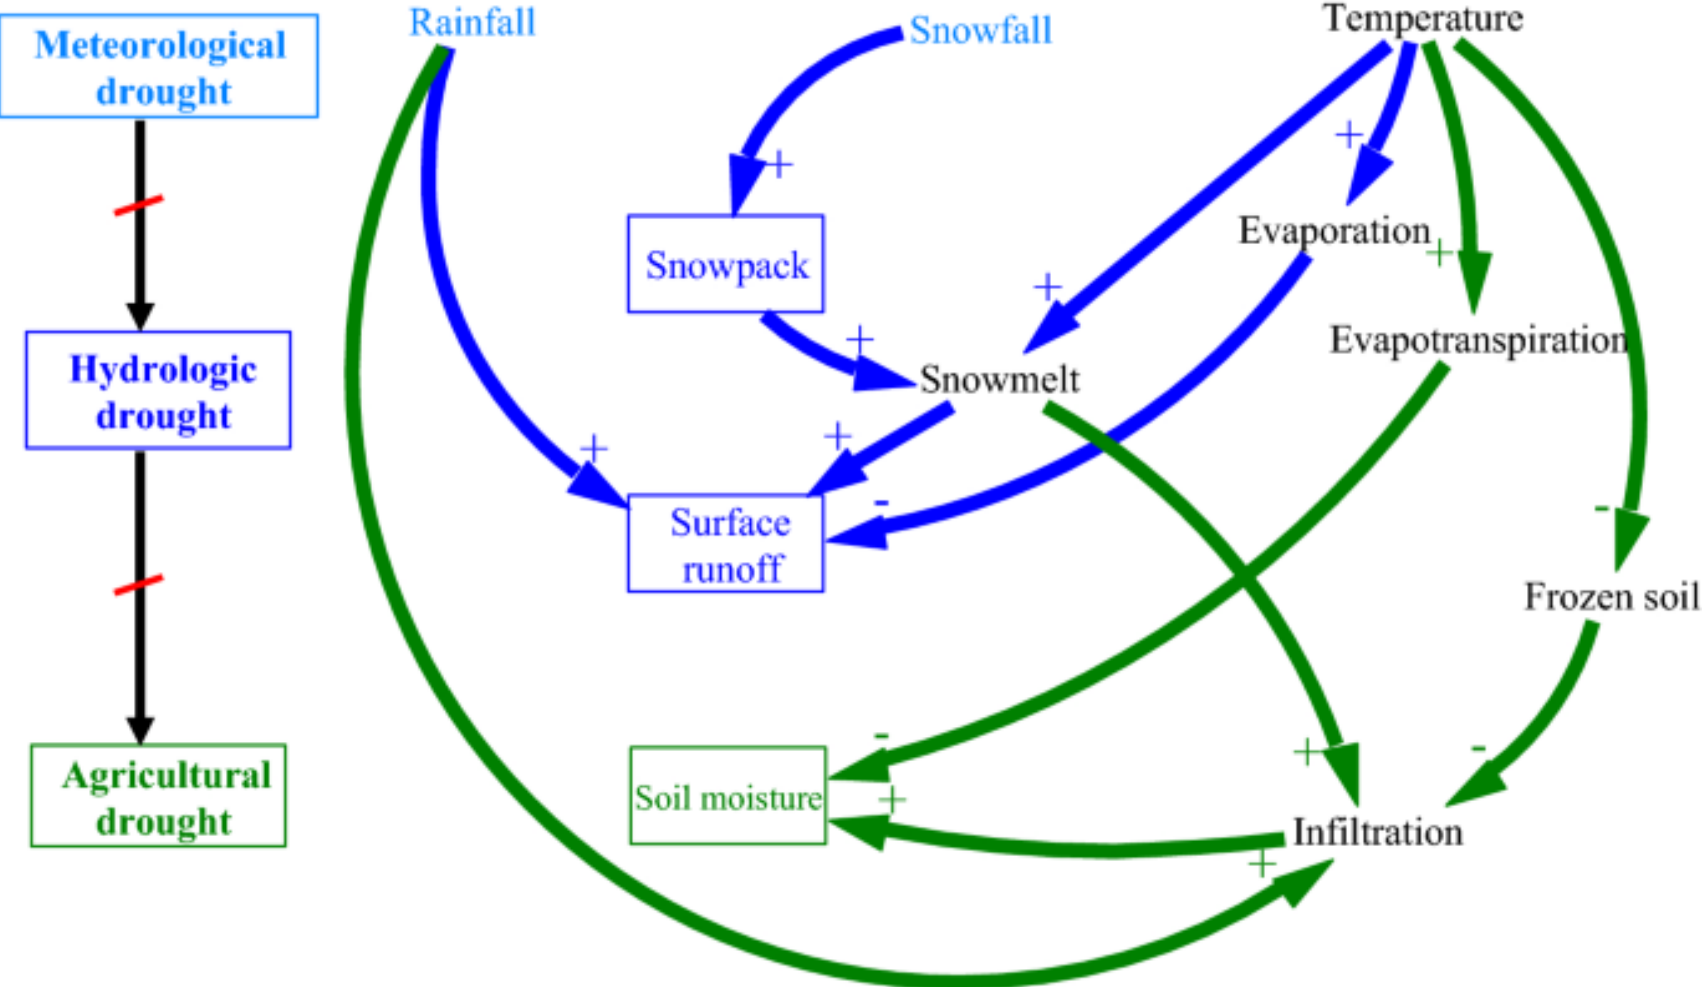 Meteorological
drought
Hydrologic
drought
Agricultural
drought
Rainfall
Snowfall
Temperature
+
+
Snowpack
Evaporation
+
+
+
Evapotranspiration
Snowmelt
+
+
-
-
Surface
runoff
Frozen soil
-
+
-
Soil moisture
+
Infiltration
+